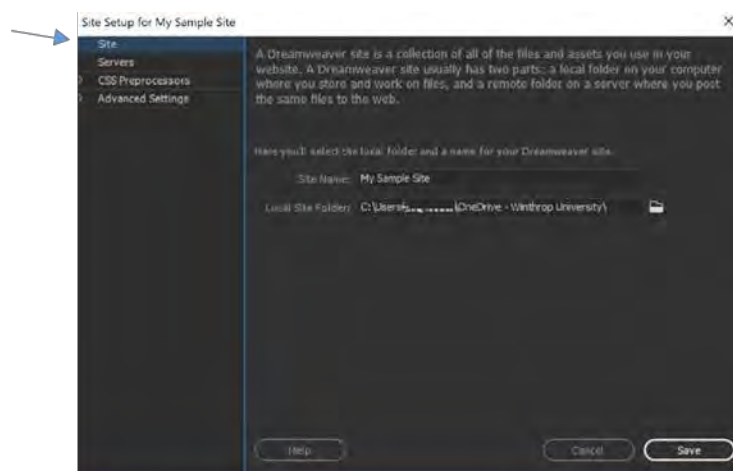 Site Setup for My Sample Site
Site
Servers
CSS Preprocessors
Advanced Settings
A Dreamweaver site is a collection of all of the files and assets you use in your
website. A Dreamweaver site usually has two parts: a local folder on your computer
where you store and work on files, and a remote folder on a server where you post
the same files to the web.
Here you'll select the local folder and a name for your Dreamweaver site.
Site Name: My Sample Site
Local Site Folder: C:\Users\ \OneDrive - Winthrop University\
Help
Cancel
Save